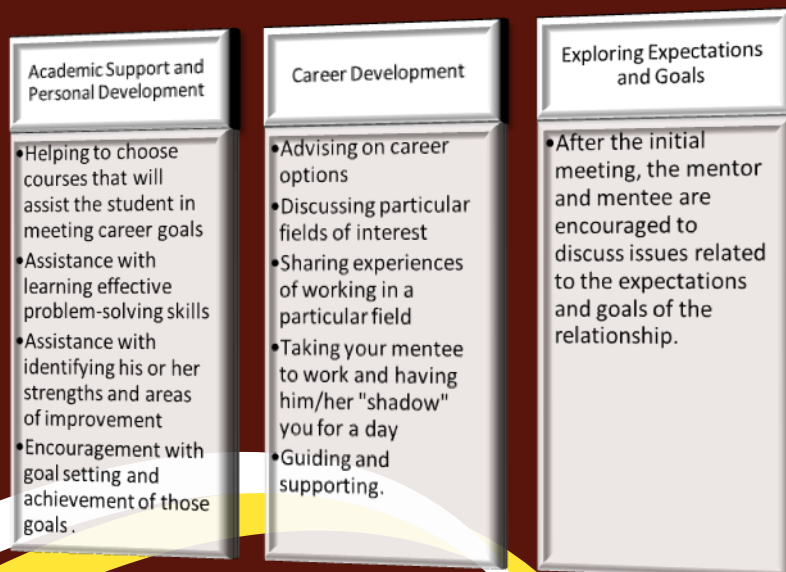 Academic Support and
Personal Development
•Helping to choose
courses that will
assist the student in
meeting career goals
•Assistance with
learning effective
problem-solving skills
•Assistance with
identifying his or her
strengths and areas
of improvement
•Encouragement with
goal setting and
achievement of those
goals .
Career Development
•Advising on career
options
•Discussing particular
fields of interest
•Sharing experiences
of working in a
particular field
•Taking your mentee
to work and having
him/her "shadow"
you for a day
•Guiding and
supporting.
Exploring Expectations
and Goals
•After the initial
meeting, the mentor
and mentee are
encouraged to
discuss issues related
to the expectations
and goals of the
relationship.